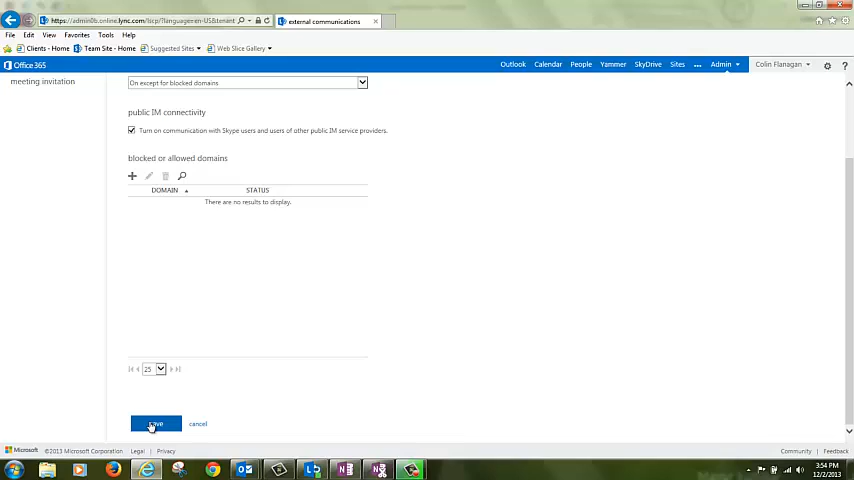 https://admin0b.online.lync.com/lscp/?language=en-US&tenant
external communications
File Edit View Favorites Tools Help
Clients - Home Team Site - Home Suggested Sites Web Slice Gallery
Office 365 Outlook Calendar People Yammer SkyDrive Sites ... Admin Colin Flanagan ?
meeting invitation
On except for blocked domains
public IM connectivity
Turn on communication with Skype users and users of other public IM service providers.
blocked or allowed domains
DOMAIN STATUS
There are no results to display.
25
save cancel
Microsoft ©2013 Microsoft Corporation Legal Privacy Community Feedback
3:54 PM
12/2/2013